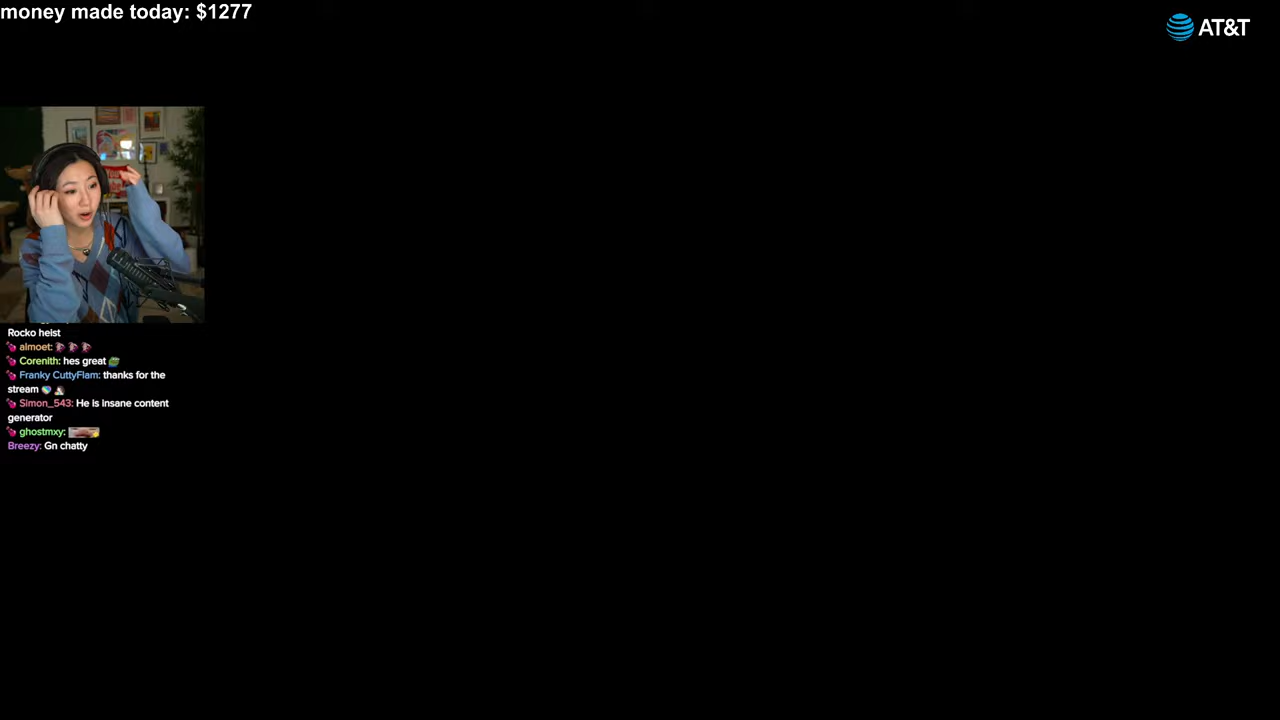 money made today: $1277
AT&T
Rocko heist
almoet:
Corenith: hes great
Franky CuttyFlam: thanks for the
stream
Simon_543: He is insane content
generator
ghostmxy:
Breezy: Gn chatty